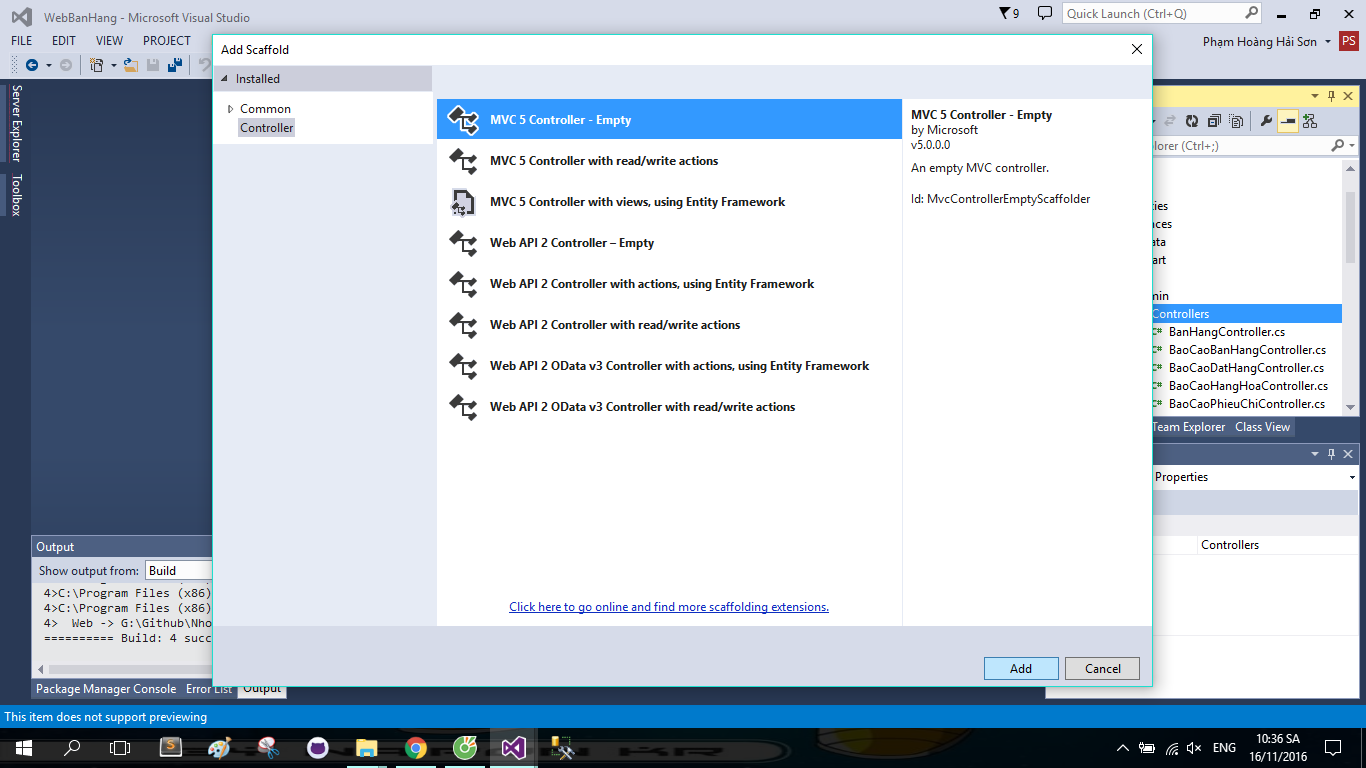 WebBanHang - Microsoft Visual Studio
9
Quick Launch (Ctrl+Q)
FILE EDIT VIEW PROJECT
Phạm Hoàng Hải Sơn
PS
Server Explorer
Toolbox
Add Scaffold
Installed
Common
Controller
MVC 5 Controller - Empty
MVC 5 Controller with read/write actions
MVC 5 Controller with views, using Entity Framework
Web API 2 Controller – Empty
Web API 2 Controller with actions, using Entity Framework
Web API 2 Controller with read/write actions
Web API 2 OData v3 Controller with actions, using Entity Framework
Web API 2 OData v3 Controller with read/write actions
Click here to go online and find more scaffolding extensions.
MVC 5 Controller - Empty
by Microsoft
v5.0.0.0
An empty MVC controller.
Id: MvcControllerEmptyScaffolder
Add
Cancel
lorer (Ctrl+;)
ties
nces
ata
art
min
Controllers
C# BanHangController.cs
C# BaoCaoBanHangController.cs
C# BaoCaoDatHangController.cs
C# BaoCaoHangHoaController.cs
C# BaoCaoPhieuChiController.cs
Team Explorer Class View
Properties
Controllers
Output
Show output from: Build
4>C:\Program Files (x86)
4>C:\Program Files (x86)
4> Web -> G:\Github\Nho
========== Build: 4 succ
Package Manager Console Error List Output
This item does not support previewing
ENG
10:36 SA
16/11/2016